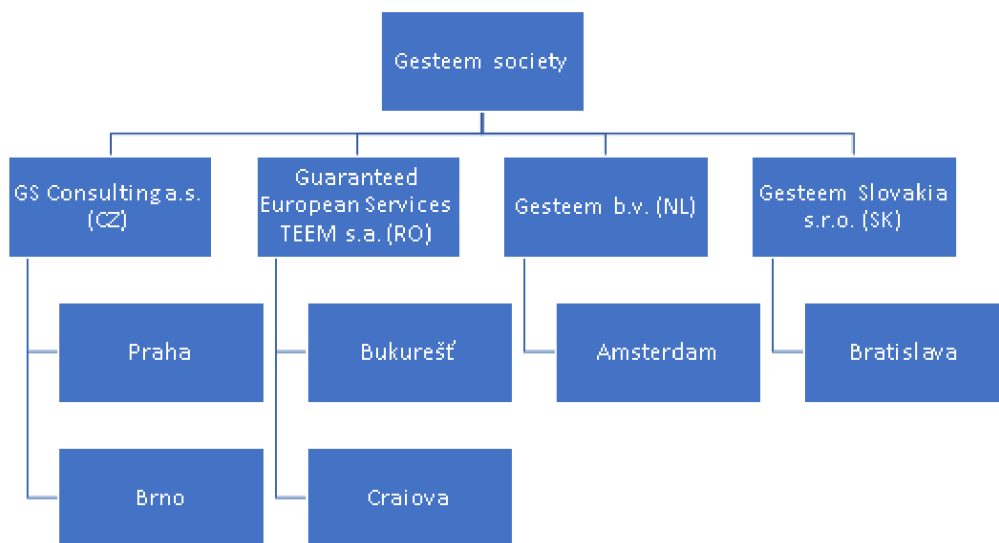 Gesteem society
GS Consulting a.s.
(CZ)
Guaranteed
European Services
TEEM s.a. (RO)
Gesteem b.v. (NL)
Gesteem Slovakia
s.r.o. (SK)
Praha
Bukurešť
Amsterdam
Bratislava
Brno
Craiova